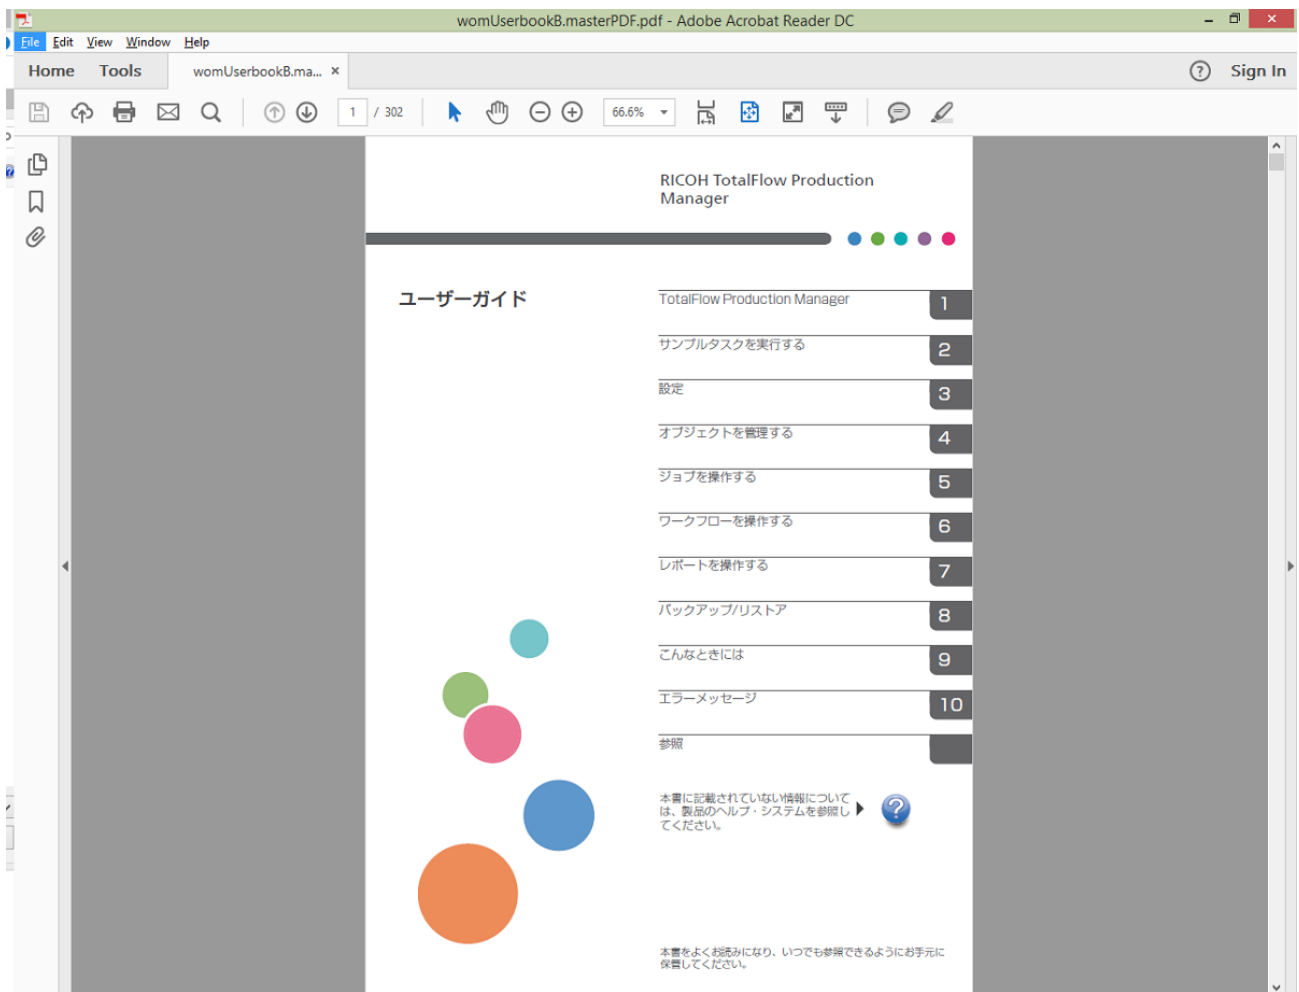 womUserbookB.masterPDF.pdf - Adobe Acrobat Reader DC
File Edit View Window Help
Home Tools womUserbookB.ma... × Sign In
1 / 302 66.6%
RICOH TotalFlow Production
Manager
ユーザーガイド
TotalFlow Production Manager 1
サンプルタスクを実行する 2
設定 3
オブジェクトを管理する 4
ジョブを操作する 5
ワークフローを操作する 6
レポートを操作する 7
バックアップ/リストア 8
こんなときには 9
エラーメッセージ 10
参照
本書に記載されていない情報について
は、製品のヘルプ・システムを参照し
てください。
本書をよくお読みになり、いつでも参照できるようにお手元に
保管してください。